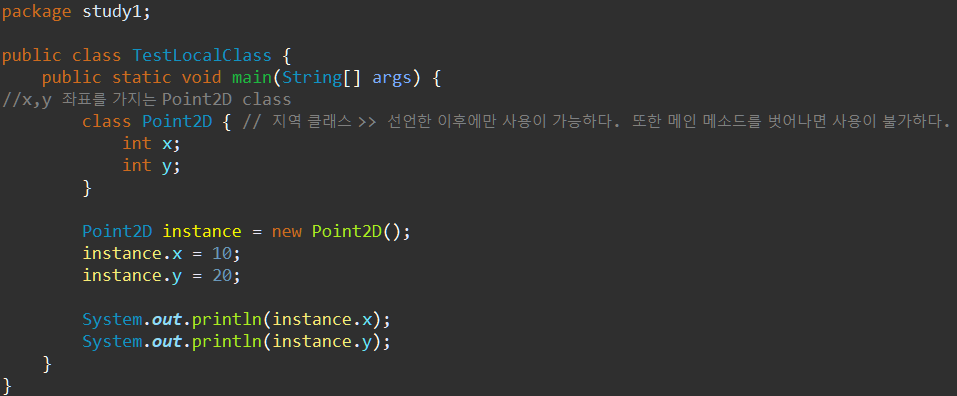 package study1;
public class TestLocalClass {
public static void main(String[] args) {
//x,y 좌표를 가지는 Point2D class
class Point2D { // 지역 클래스 >> 선언한 이후에만 사용이 가능하다. 또한 메인 메소드를 벗어나면 사용이 불가하다.
int x;
int y;
}
Point2D instance = new Point2D();
instance.x = 10;
instance.y = 20;
System.out.println(instance.x);
System.out.println(instance.y);
}
}